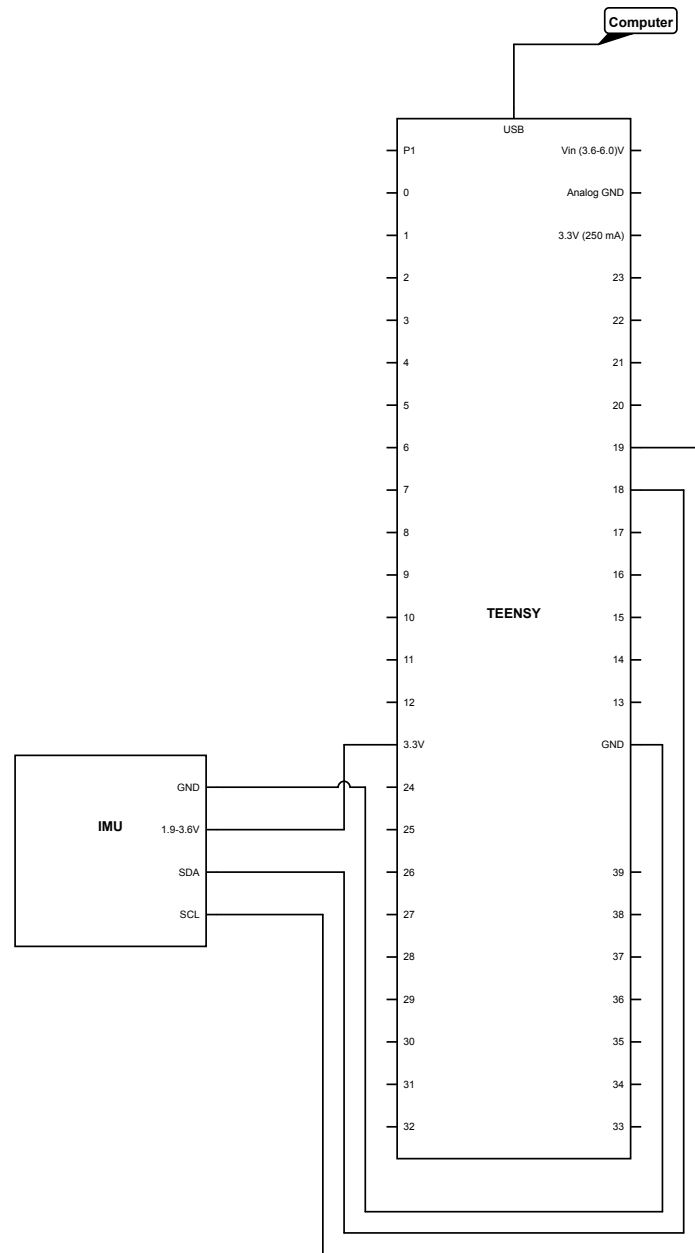 Computer
USB
P1
Vin (3.6-6.0)V
0
Analog GND
1
3.3V (250 mA)
2
23
3
22
4
21
5
20
6
19
7
18
8
17
9
16
TEENSY
10
15
11
14
12
13
3.3V
GND
GND
24
IMU
1.9-3.6V
25
SDA
26
39
SCL
27
38
28
37
29
36
30
35
31
34
32
33